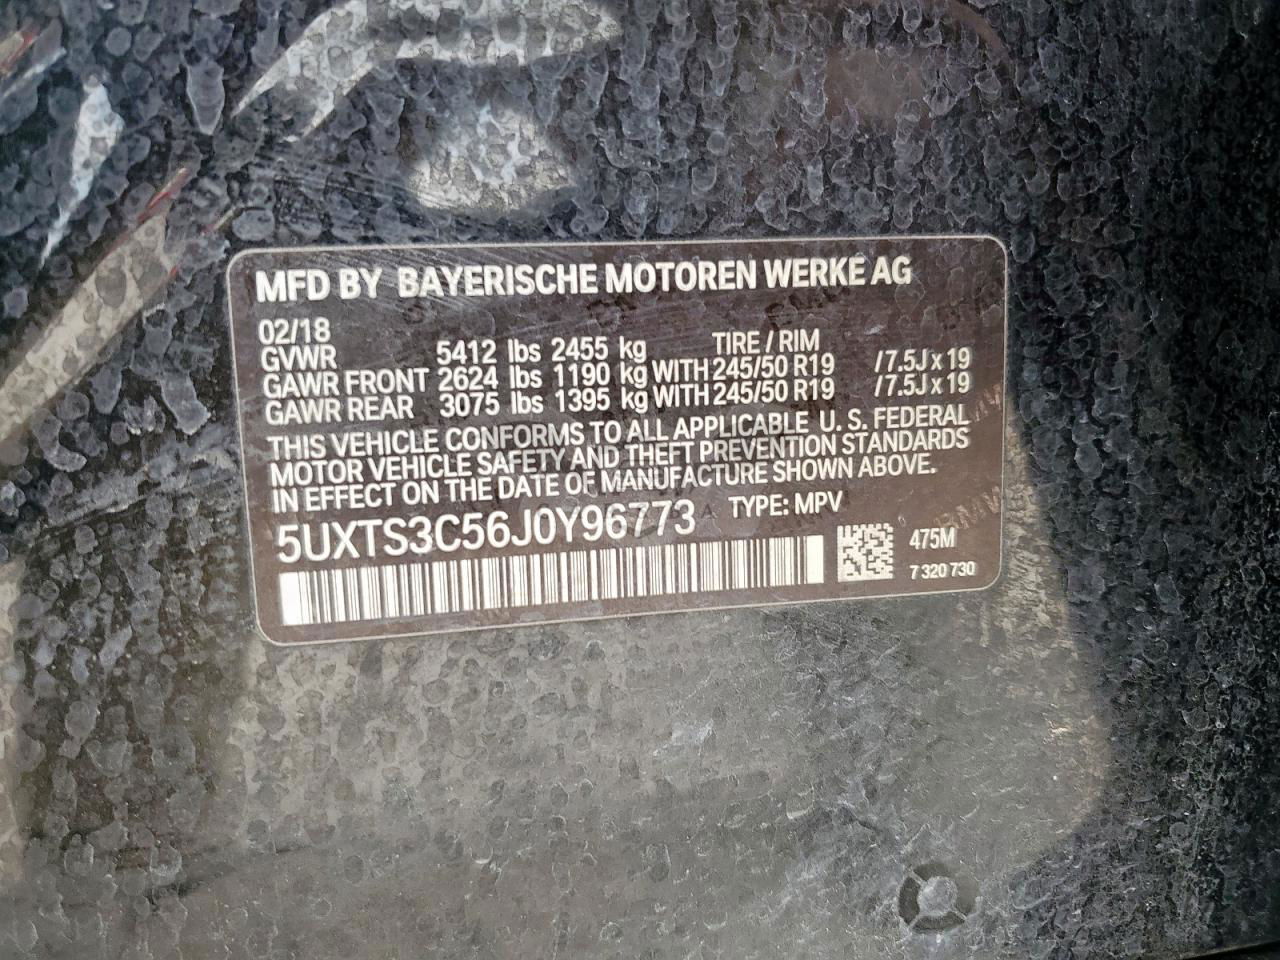 MFD BY BAYERISCHE MOTOREN WERKE AG
02/18 TIRE / RIM
GVWR 5412 lbs 2455 kg
GAWR FRONT 2624 lbs 1190 kg WITH 245/50 R19 /7.5J x 19
GAWR REAR 3075 lbs 1395 kg WITH 245/50 R19 /7.5J x 19
THIS VEHICLE CONFORMS TO ALL APPLICABLE U. S. FEDERAL
MOTOR VEHICLE SAFETY AND THEFT PREVENTION STANDARDS
IN EFFECT ON THE DATE OF MANUFACTURE SHOWN ABOVE.
5UXTS3C56J0Y96773 TYPE: MPV
475M
7 320 730